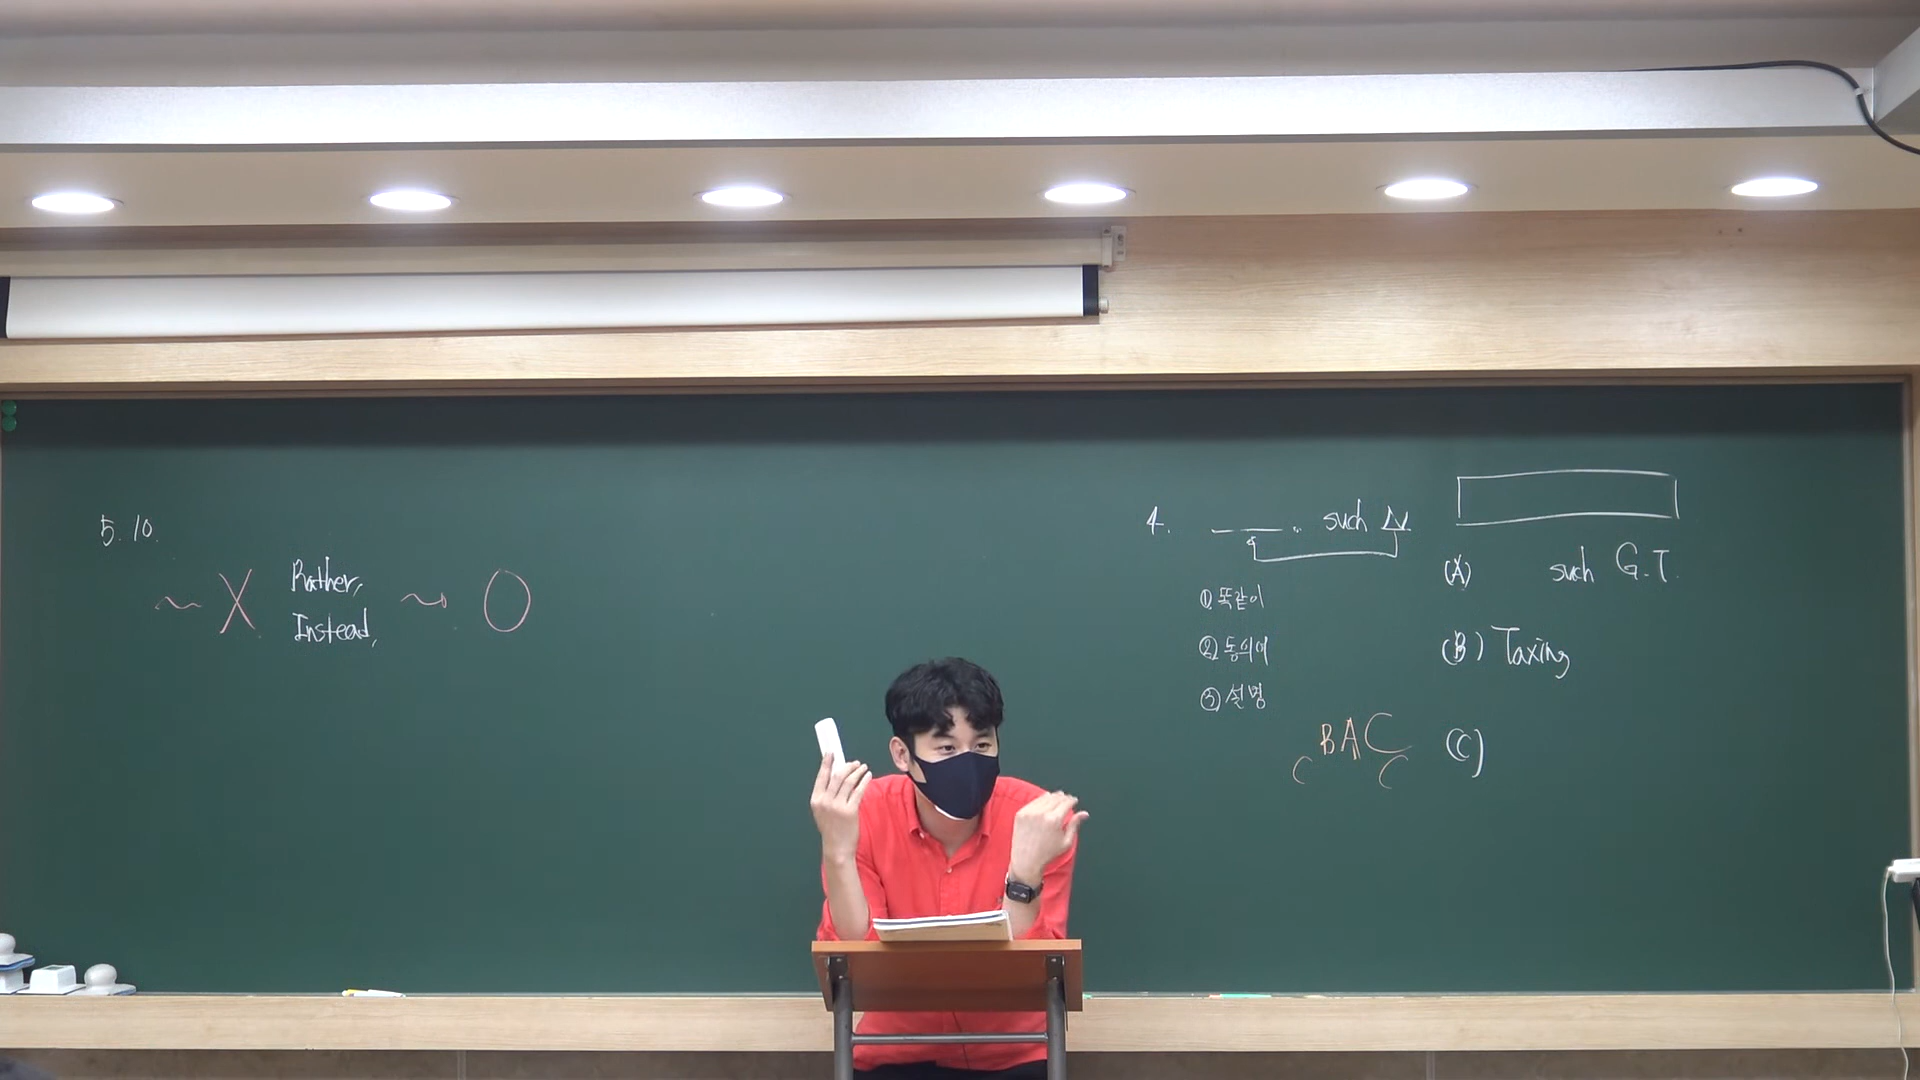 5. 10.
~ X Rather, ~ O
Instead,
4. such N
① 똑같이
② 동의어
③ 설명
BAC
C C
(A) such G.T.
(B) Taxing
(C)